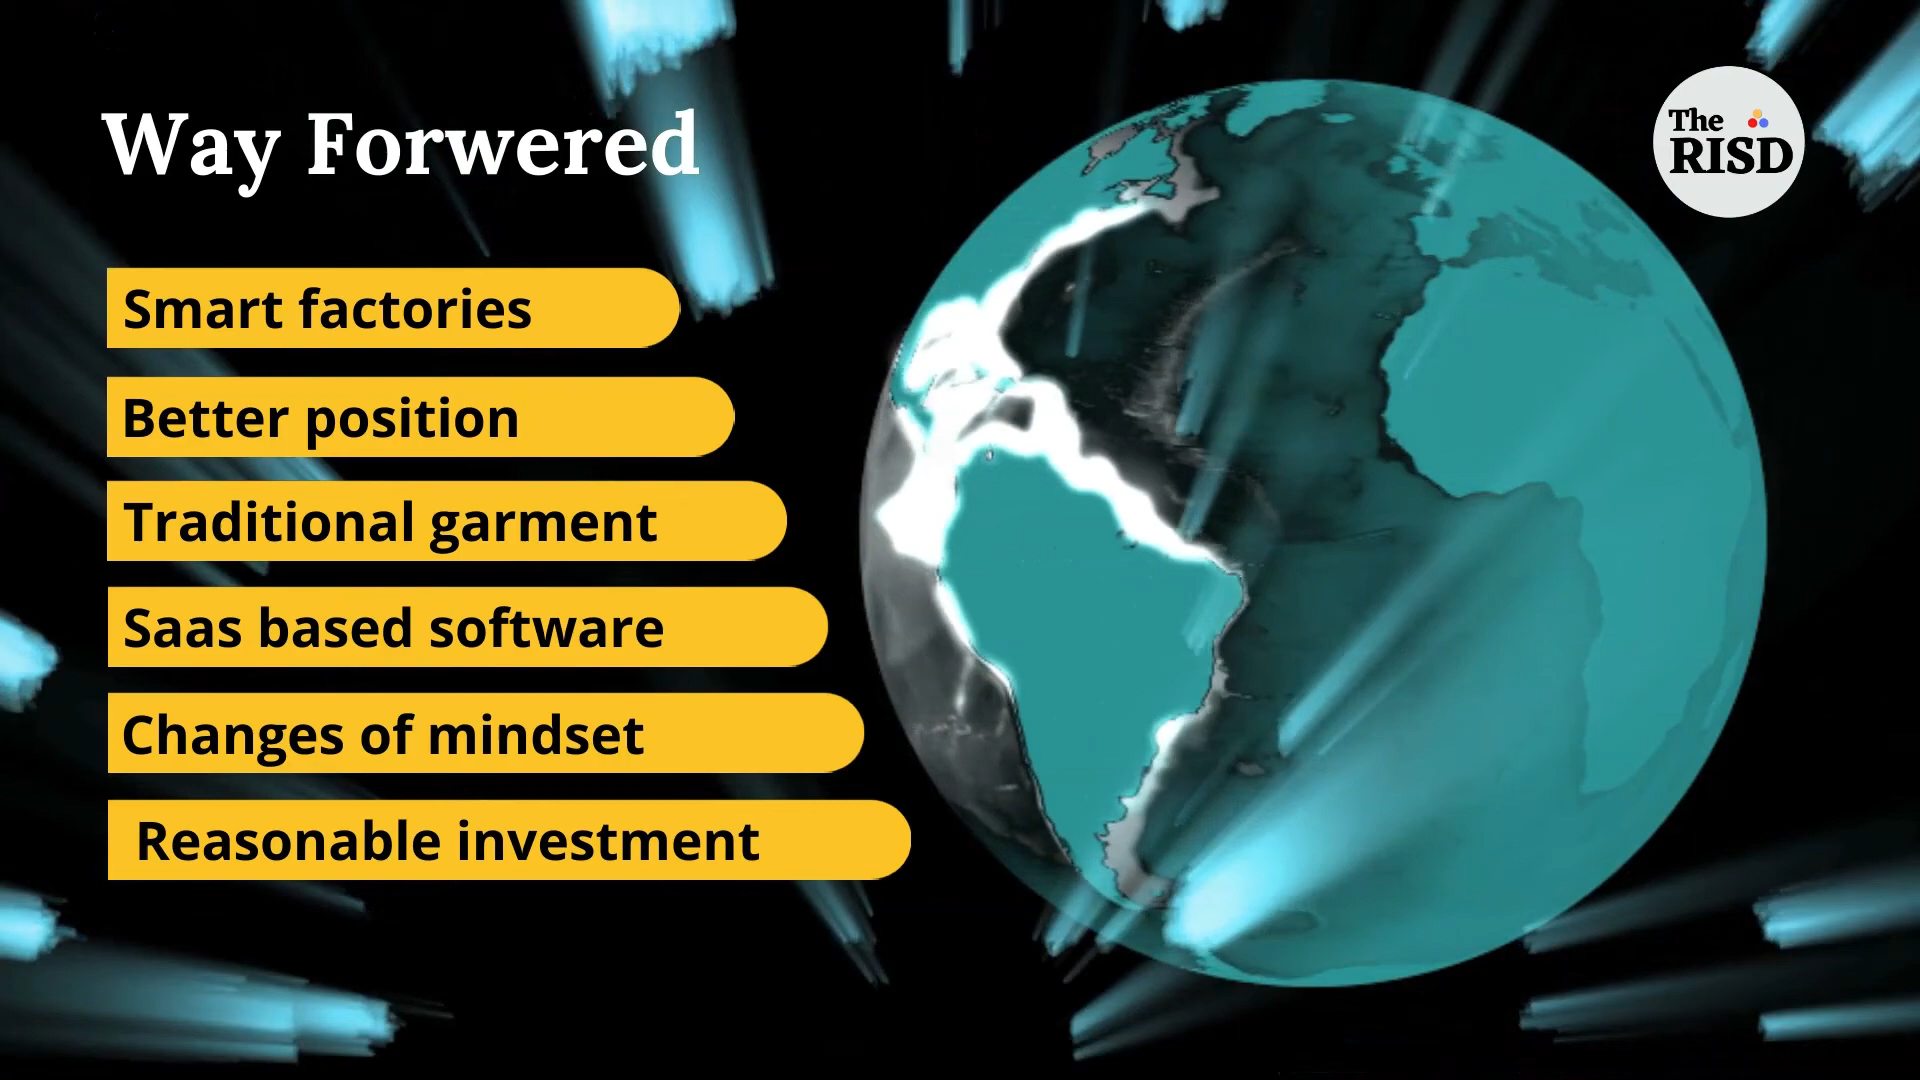 Way Forwered
The
RISD
Smart factories
Better position
Traditional garment
Saas based software
Changes of mindset
Reasonable investment